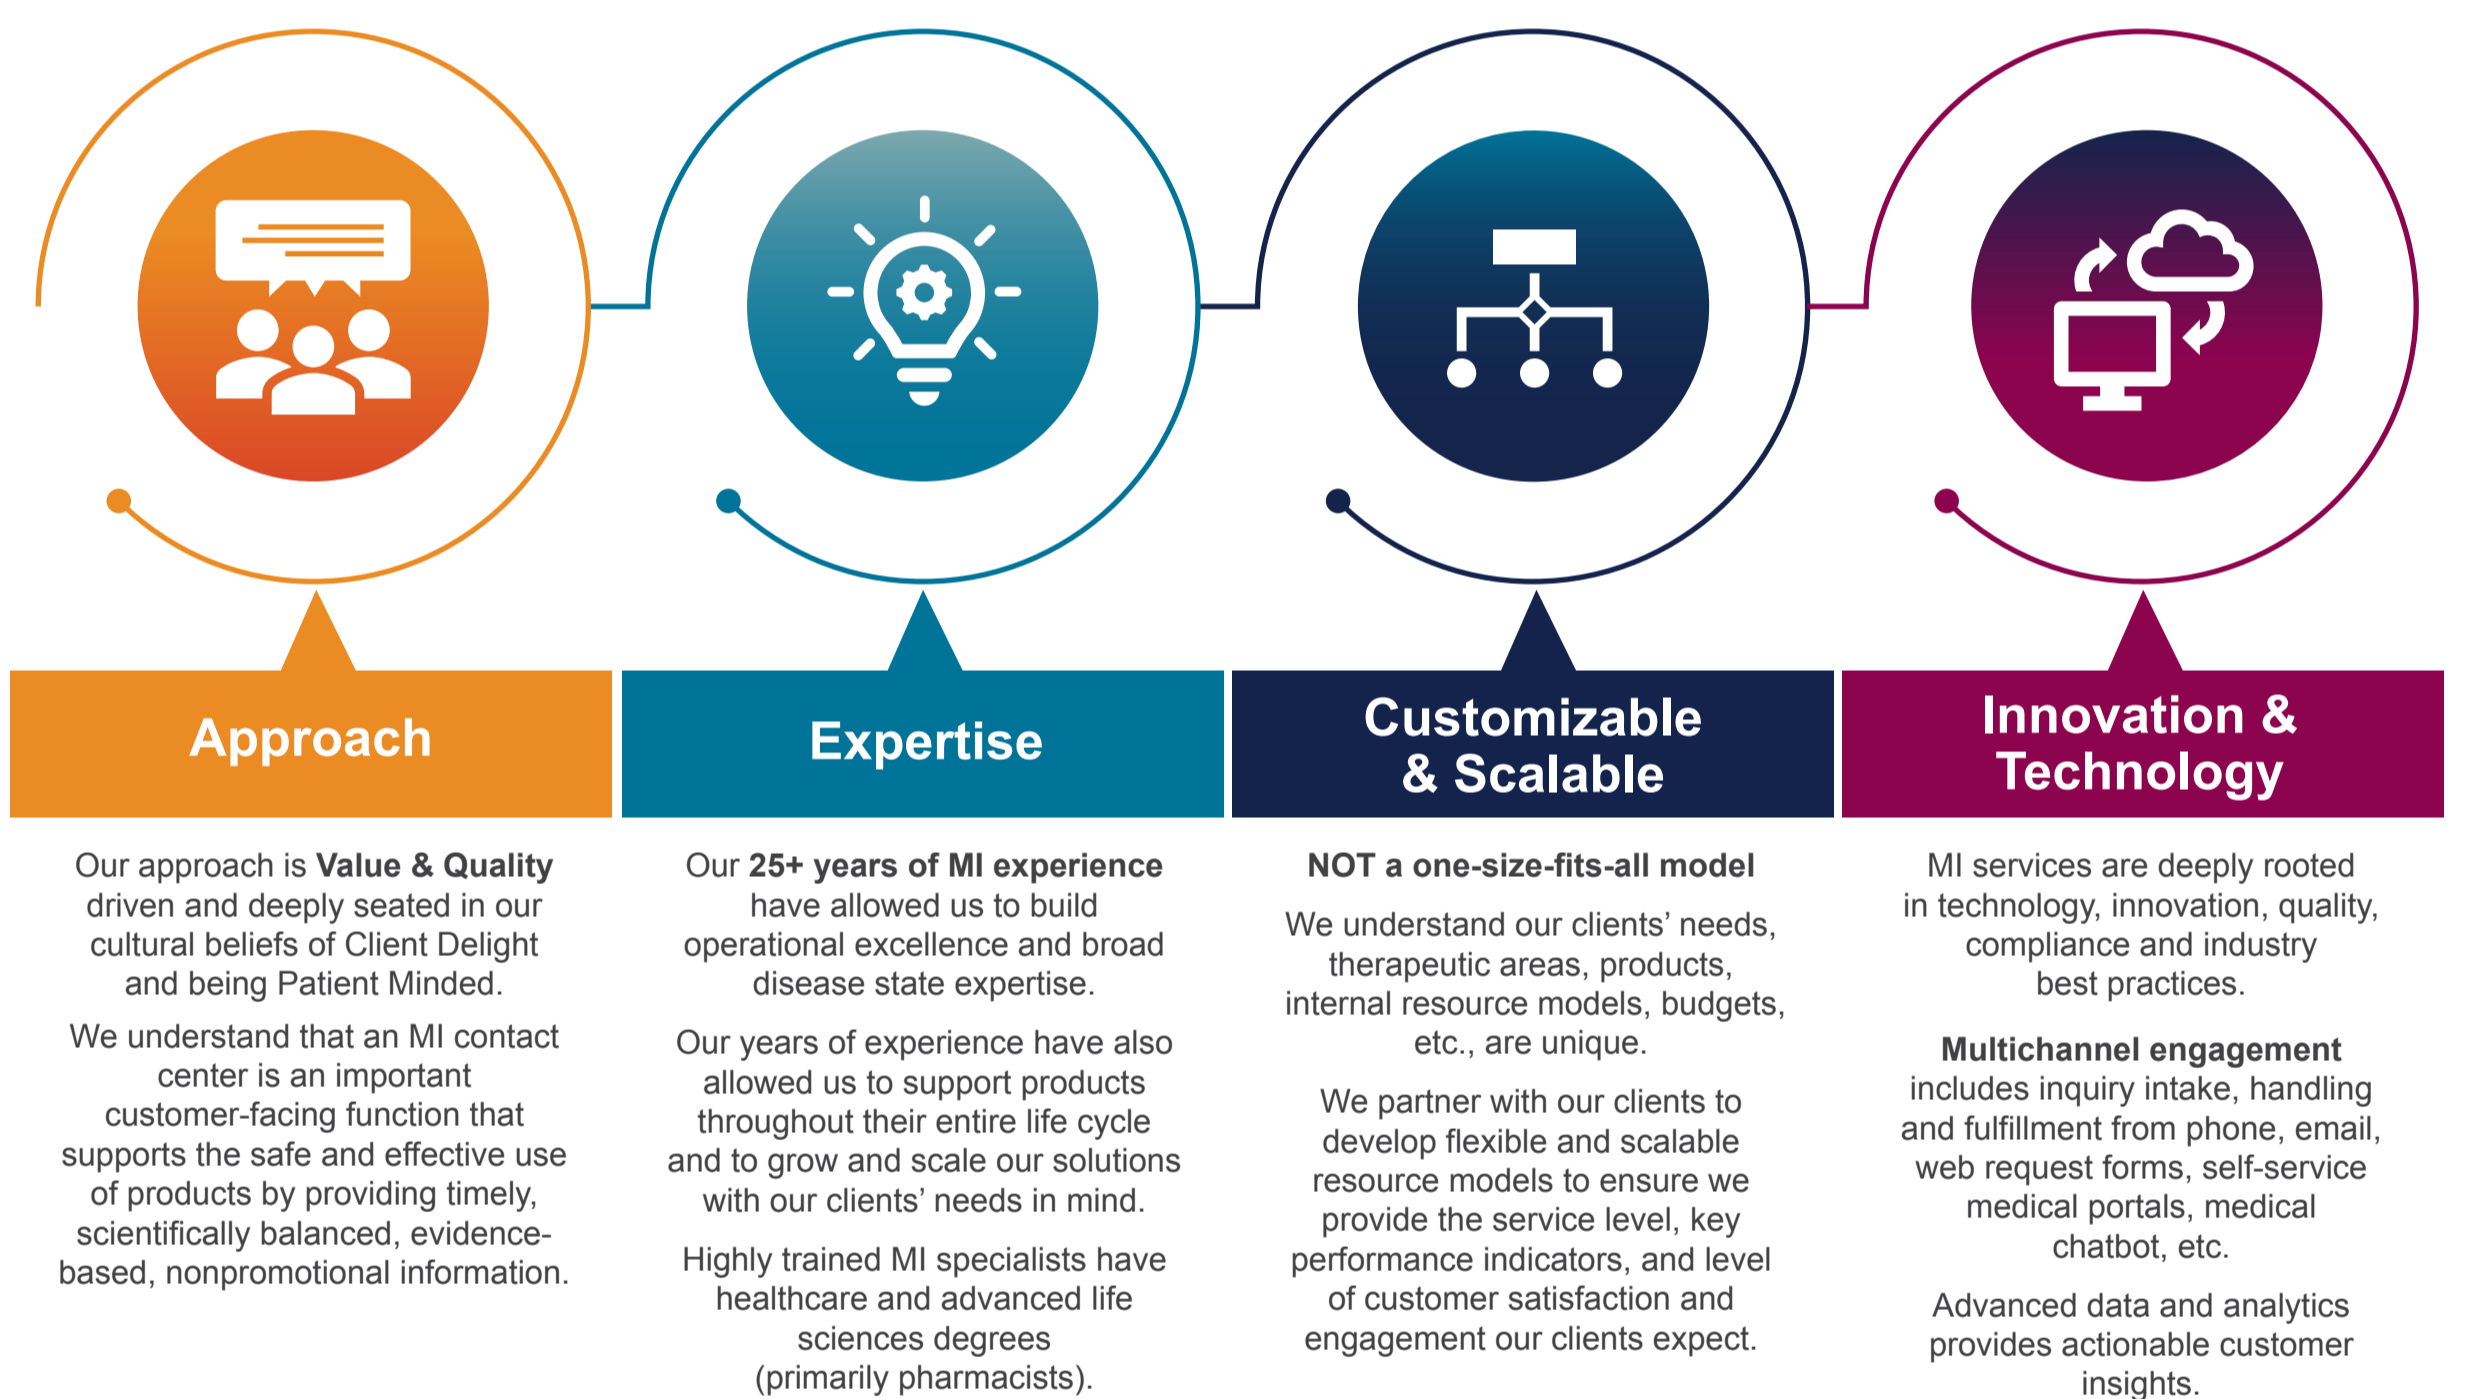 Approach
Our approach is Value & Quality
driven and deeply seated in our
cultural beliefs of Client Delight
and being Patient Minded.
We understand that an MI contact
center is an important
customer-facing function that
supports the safe and effective use
of products by providing timely,
scientifically balanced, evidence-
based, nonpromotional information.
Expertise
Our 25+ years of MI experience
have allowed us to build
operational excellence and broad
disease state expertise.
Our years of experience have also
allowed us to support products
throughout their entire life cycle
and to grow and scale our solutions
with our clients’ needs in mind.
Highly trained MI specialists have
healthcare and advanced life
sciences degrees
(primarily pharmacists).
Customizable
& Scalable
NOT a one-size-fits-all model
We understand our clients’ needs,
therapeutic areas, products,
internal resource models, budgets,
etc., are unique.
We partner with our clients to
develop flexible and scalable
resource models to ensure we
provide the service level, key
performance indicators, and level
of customer satisfaction and
engagement our clients expect.
Innovation &
Technology
MI services are deeply rooted
in technology, innovation, quality,
compliance and industry
best practices.
Multichannel engagement
includes inquiry intake, handling
and fulfillment from phone, email,
web request forms, self-service
medical portals, medical
chatbot, etc.
Advanced data and analytics
provides actionable customer
insights.